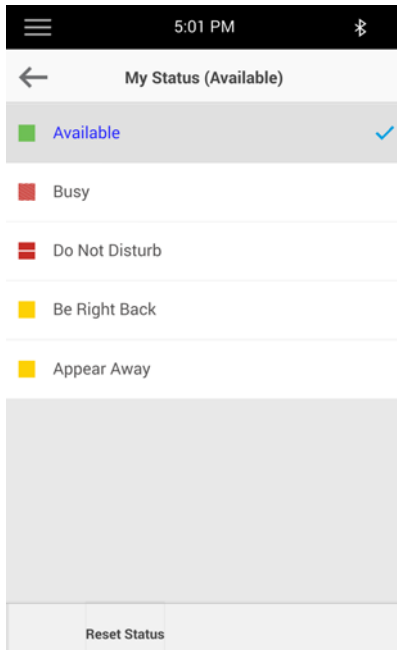 5:01 PM
My Status (Available)
Available
Busy
Do Not Disturb
Be Right Back
Appear Away
Reset Status